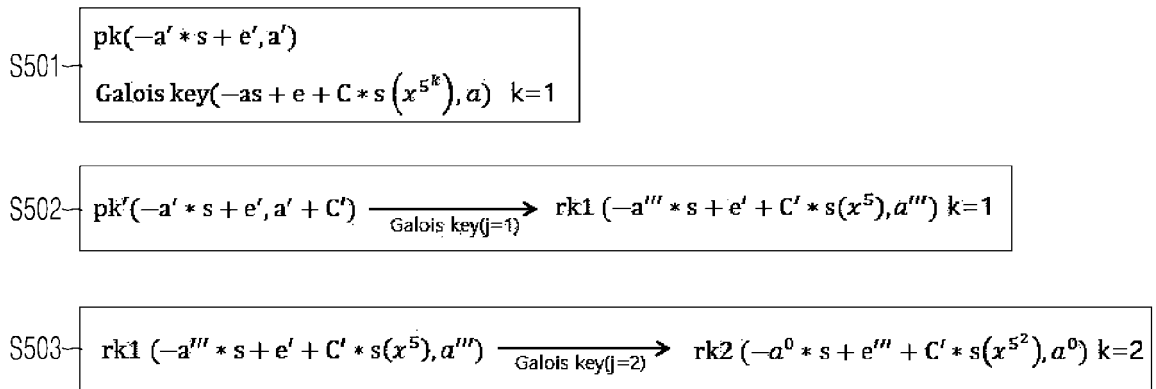 S501
pk(−a′ * s + e′, a′)
Galois key(−as + e + C * s(x^{5^k}), a) k=1
S502
pk′(−a′ * s + e′, a′ + C′) ⟶ rk1 (−a‴ * s + e′ + C′ * s(x^5), a‴) k=1
Galois key(j=1)
S503
rk1 (−a‴ * s + e′ + C′ * s(x^5), a‴) ⟶ rk2 (−a^0 * s + e‴ + C′ * s(x^{5^2}), a^0) k=2
Galois key(j=2)